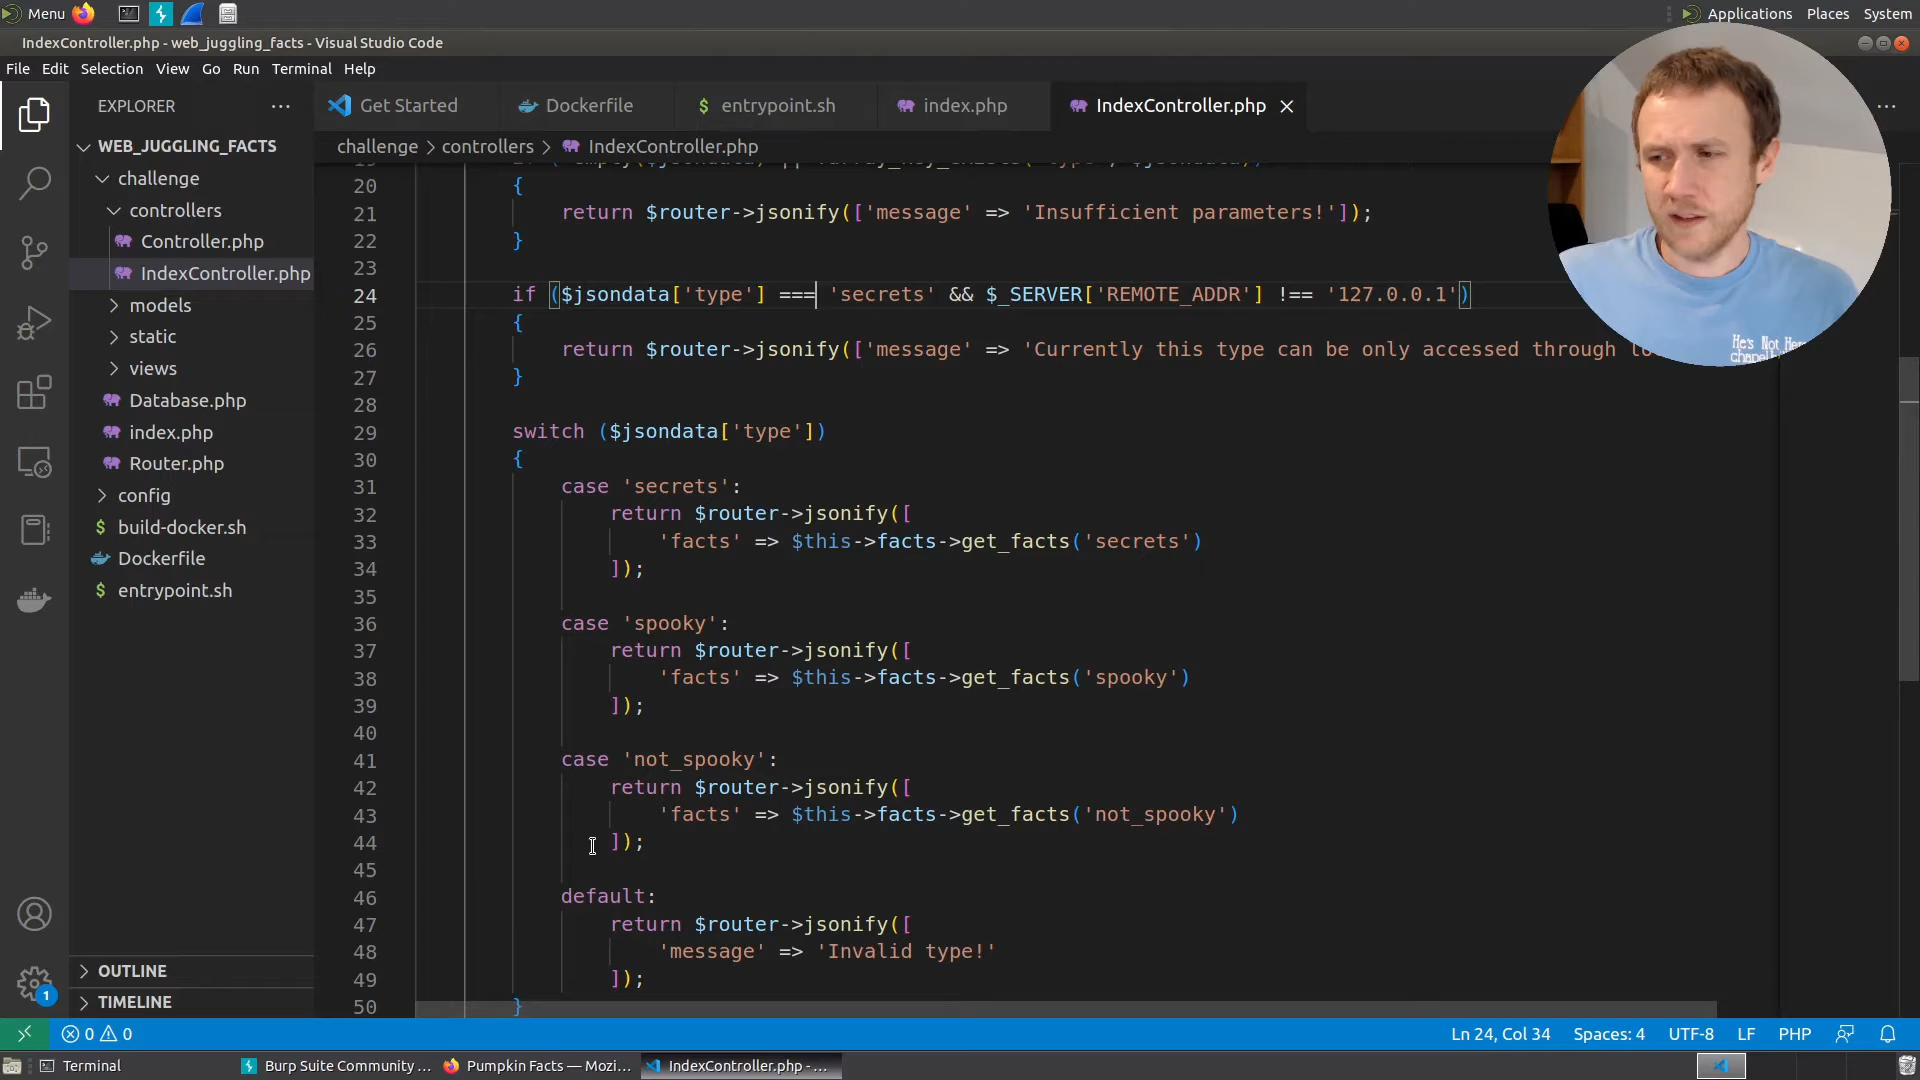 Menu
Applications Places System
IndexController.php - web_juggling_facts - Visual Studio Code
File Edit Selection View Go Run Terminal Help
EXPLORER ···
Get Started
Dockerfile
$ entrypoint.sh
index.php
IndexController.php
···
WEB_JUGGLING_FACTS
challenge
controllers
Controller.php
IndexController.php
models
static
views
Database.php
index.php
Router.php
config
$ build-docker.sh
Dockerfile
$ entrypoint.sh
OUTLINE
TIMELINE
1
challenge > controllers > IndexController.php
20 {
21 return $router->jsonify(['message' => 'Insufficient parameters!']);
22 }
23
24 if ($jsondata['type'] === 'secrets' && $_SERVER['REMOTE_ADDR'] !== '127.0.0.1')
25 {
26 return $router->jsonify(['message' => 'Currently this type can be only accessed through
27 }
28
29 switch ($jsondata['type'])
30 {
31 case 'secrets':
32 return $router->jsonify([
33 'facts' => $this->facts->get_facts('secrets')
34 ]);
35
36 case 'spooky':
37 return $router->jsonify([
38 'facts' => $this->facts->get_facts('spooky')
39 ]);
40
41 case 'not_spooky':
42 return $router->jsonify([
43 'facts' => $this->facts->get_facts('not_spooky')
44 ]);
45
46 default:
47 return $router->jsonify([
48 'message' => 'Invalid type!'
49 ]);
50 }
He's Not Here
0 0
Ln 24, Col 34 Spaces: 4 UTF-8 LF PHP
Terminal
Burp Suite Community ...
Pumpkin Facts — Mozi...
IndexController.php - ...